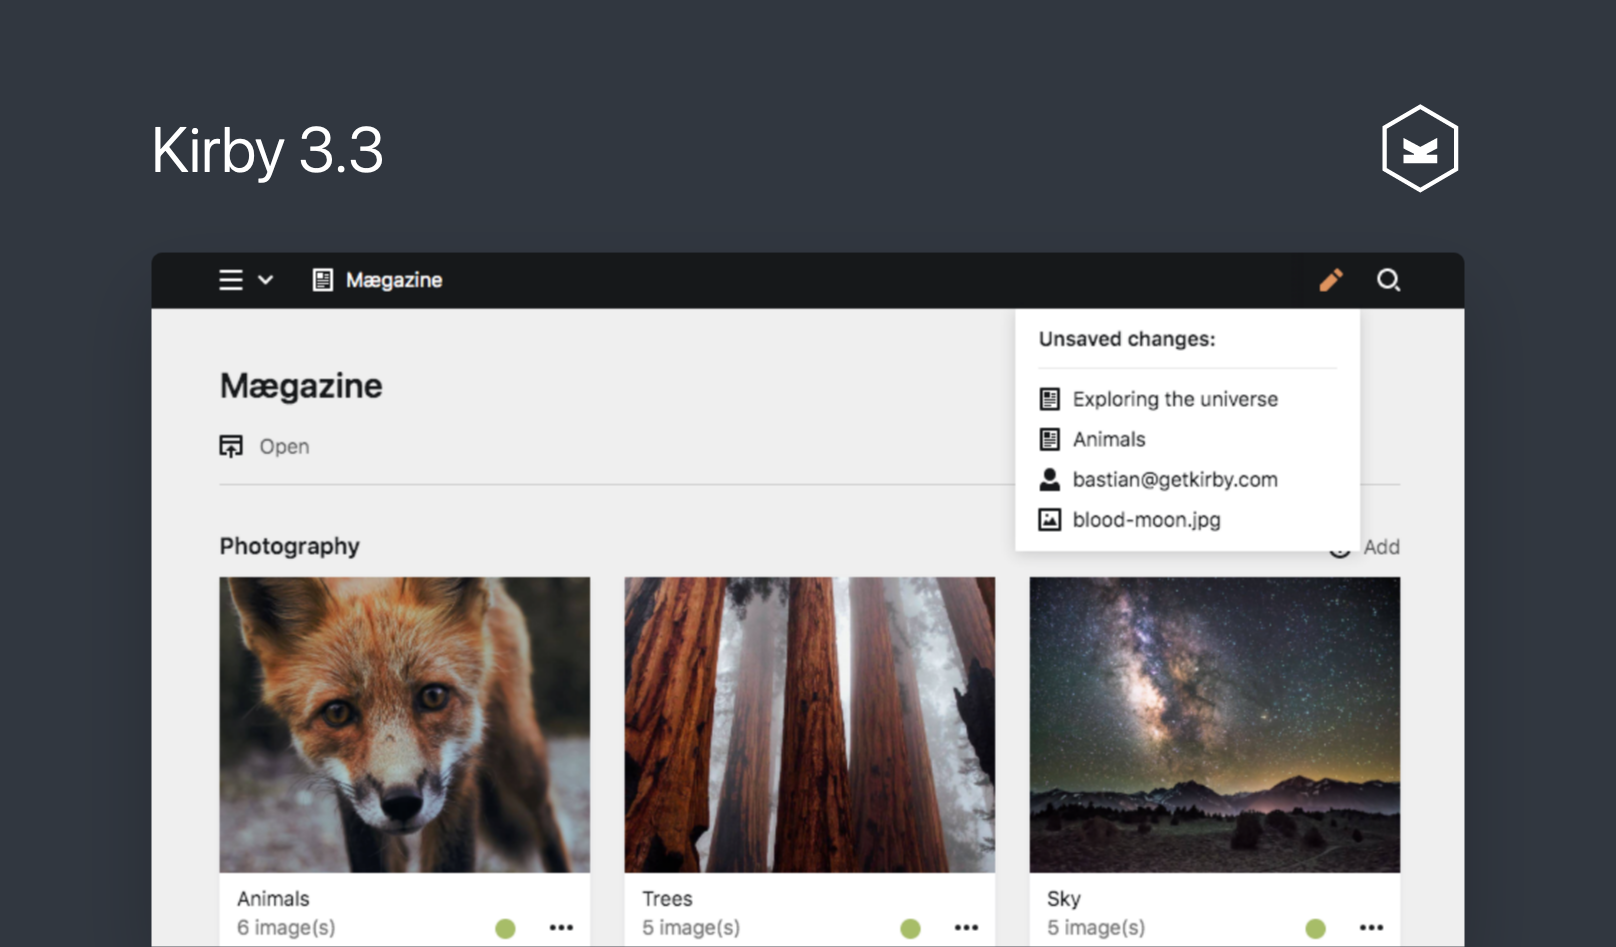 Kirby 3.3
Mægazine
Unsaved changes:
Mægazine
Exploring the universe
Open
Animals
bastian@getkirby.com
blood-moon.jpg
Photography
Add
Animals
6 image(s)
Trees
5 image(s)
Sky
5 image(s)